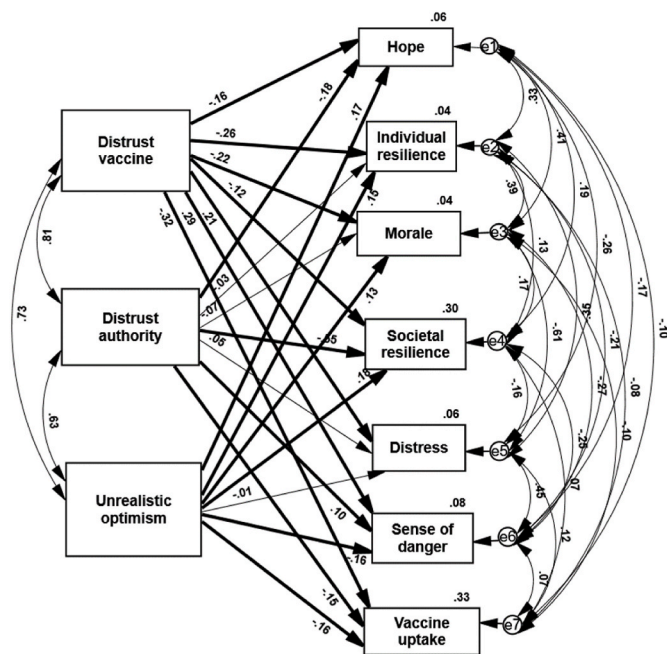 .06
Hope
e1
-.16
-.18
.17
.33
.41
Distrust
vaccine
.04
Individual
resilience
e2
-.26
-.22
-.12
.15
.39
.19
.04
Morale
e3
-.32
.29
.21
.13
-.26
-.17
-.10
.81
.73
-.03
-.07
.13
.17
Distrust
authority
.05
.30
Societal
resilience
e4
.18
-.61
-.21
-.08
-.16
-.27
-.10
.63
.06
Distress
e5
-.25
.07
Unrealistic
optimism
-.01
.45
.08
Sense of
danger
e6
.10
-.16
.12
.07
.33
Vaccine
uptake
e7
-.15
-.16